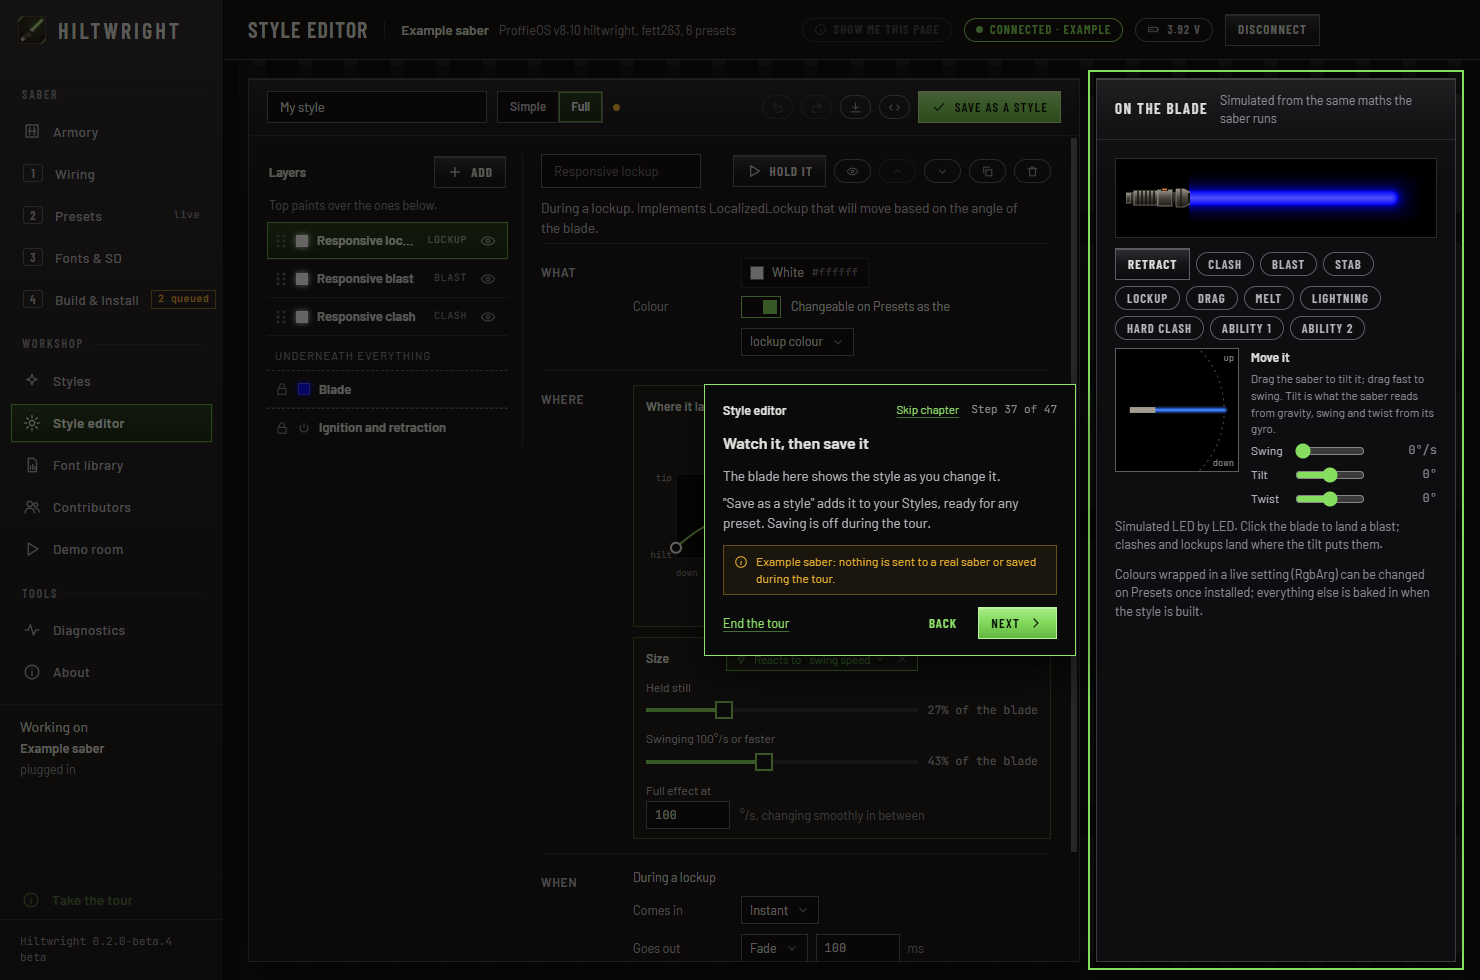 HILTWRIGHT
STYLE EDITOR
Example saber ProffieOS v8.10 hiltwright, fett263, 6 presets
SHOW ME THIS PAGE
CONNECTED · EXAMPLE
3.92 V
DISCONNECT
SABER
Armory
1 Wiring
2 Presets live
3 Fonts & SD
4 Build & Install 2 queued
WORKSHOP
Styles
Style editor
Font library
Contributors
Demo room
TOOLS
Diagnostics
About
Working on
Example saber
plugged in
Take the tour
Hiltwright 0.2.0-beta.4
beta
My style
Simple Full
SAVE AS A STYLE
Layers
ADD
Top paints over the ones below.
Responsive loc... LOCKUP
Responsive blast BLAST
Responsive clash CLASH
UNDERNEATH EVERYTHING
Blade
Ignition and retraction
Responsive lockup
HOLD IT
During a lockup. Implements LocalizedLockup that will move based on the angle of
the blade.
WHAT
White #ffffff
Colour
Changeable on Presets as the
lockup colour
WHERE
Where it la
tip
hilt
down
Size
Reacts to swing speed
Held still
27% of the blade
Swinging 100°/s or faster
43% of the blade
Full effect at
100 °/s, changing smoothly in between
WHEN
During a lockup
Comes in Instant
Goes out Fade 100 ms
Style editor
Skip chapter Step 37 of 47
Watch it, then save it
The blade here shows the style as you change it.
"Save as a style" adds it to your Styles, ready for any
preset. Saving is off during the tour.
Example saber: nothing is sent to a real saber or saved
during the tour.
End the tour
BACK
NEXT
ON THE BLADE
Simulated from the same maths the
saber runs
RETRACT CLASH BLAST STAB
LOCKUP DRAG MELT LIGHTNING
HARD CLASH ABILITY 1 ABILITY 2
up
down
Move it
Drag the saber to tilt it; drag fast to
swing. Tilt is what the saber reads
from gravity, swing and twist from its
gyro.
Swing 0°/s
Tilt 0°
Twist 0°
Simulated LED by LED. Click the blade to land a blast;
clashes and lockups land where the tilt puts them.
Colours wrapped in a live setting (RgbArg) can be changed
on Presets once installed; everything else is baked in when
the style is built.